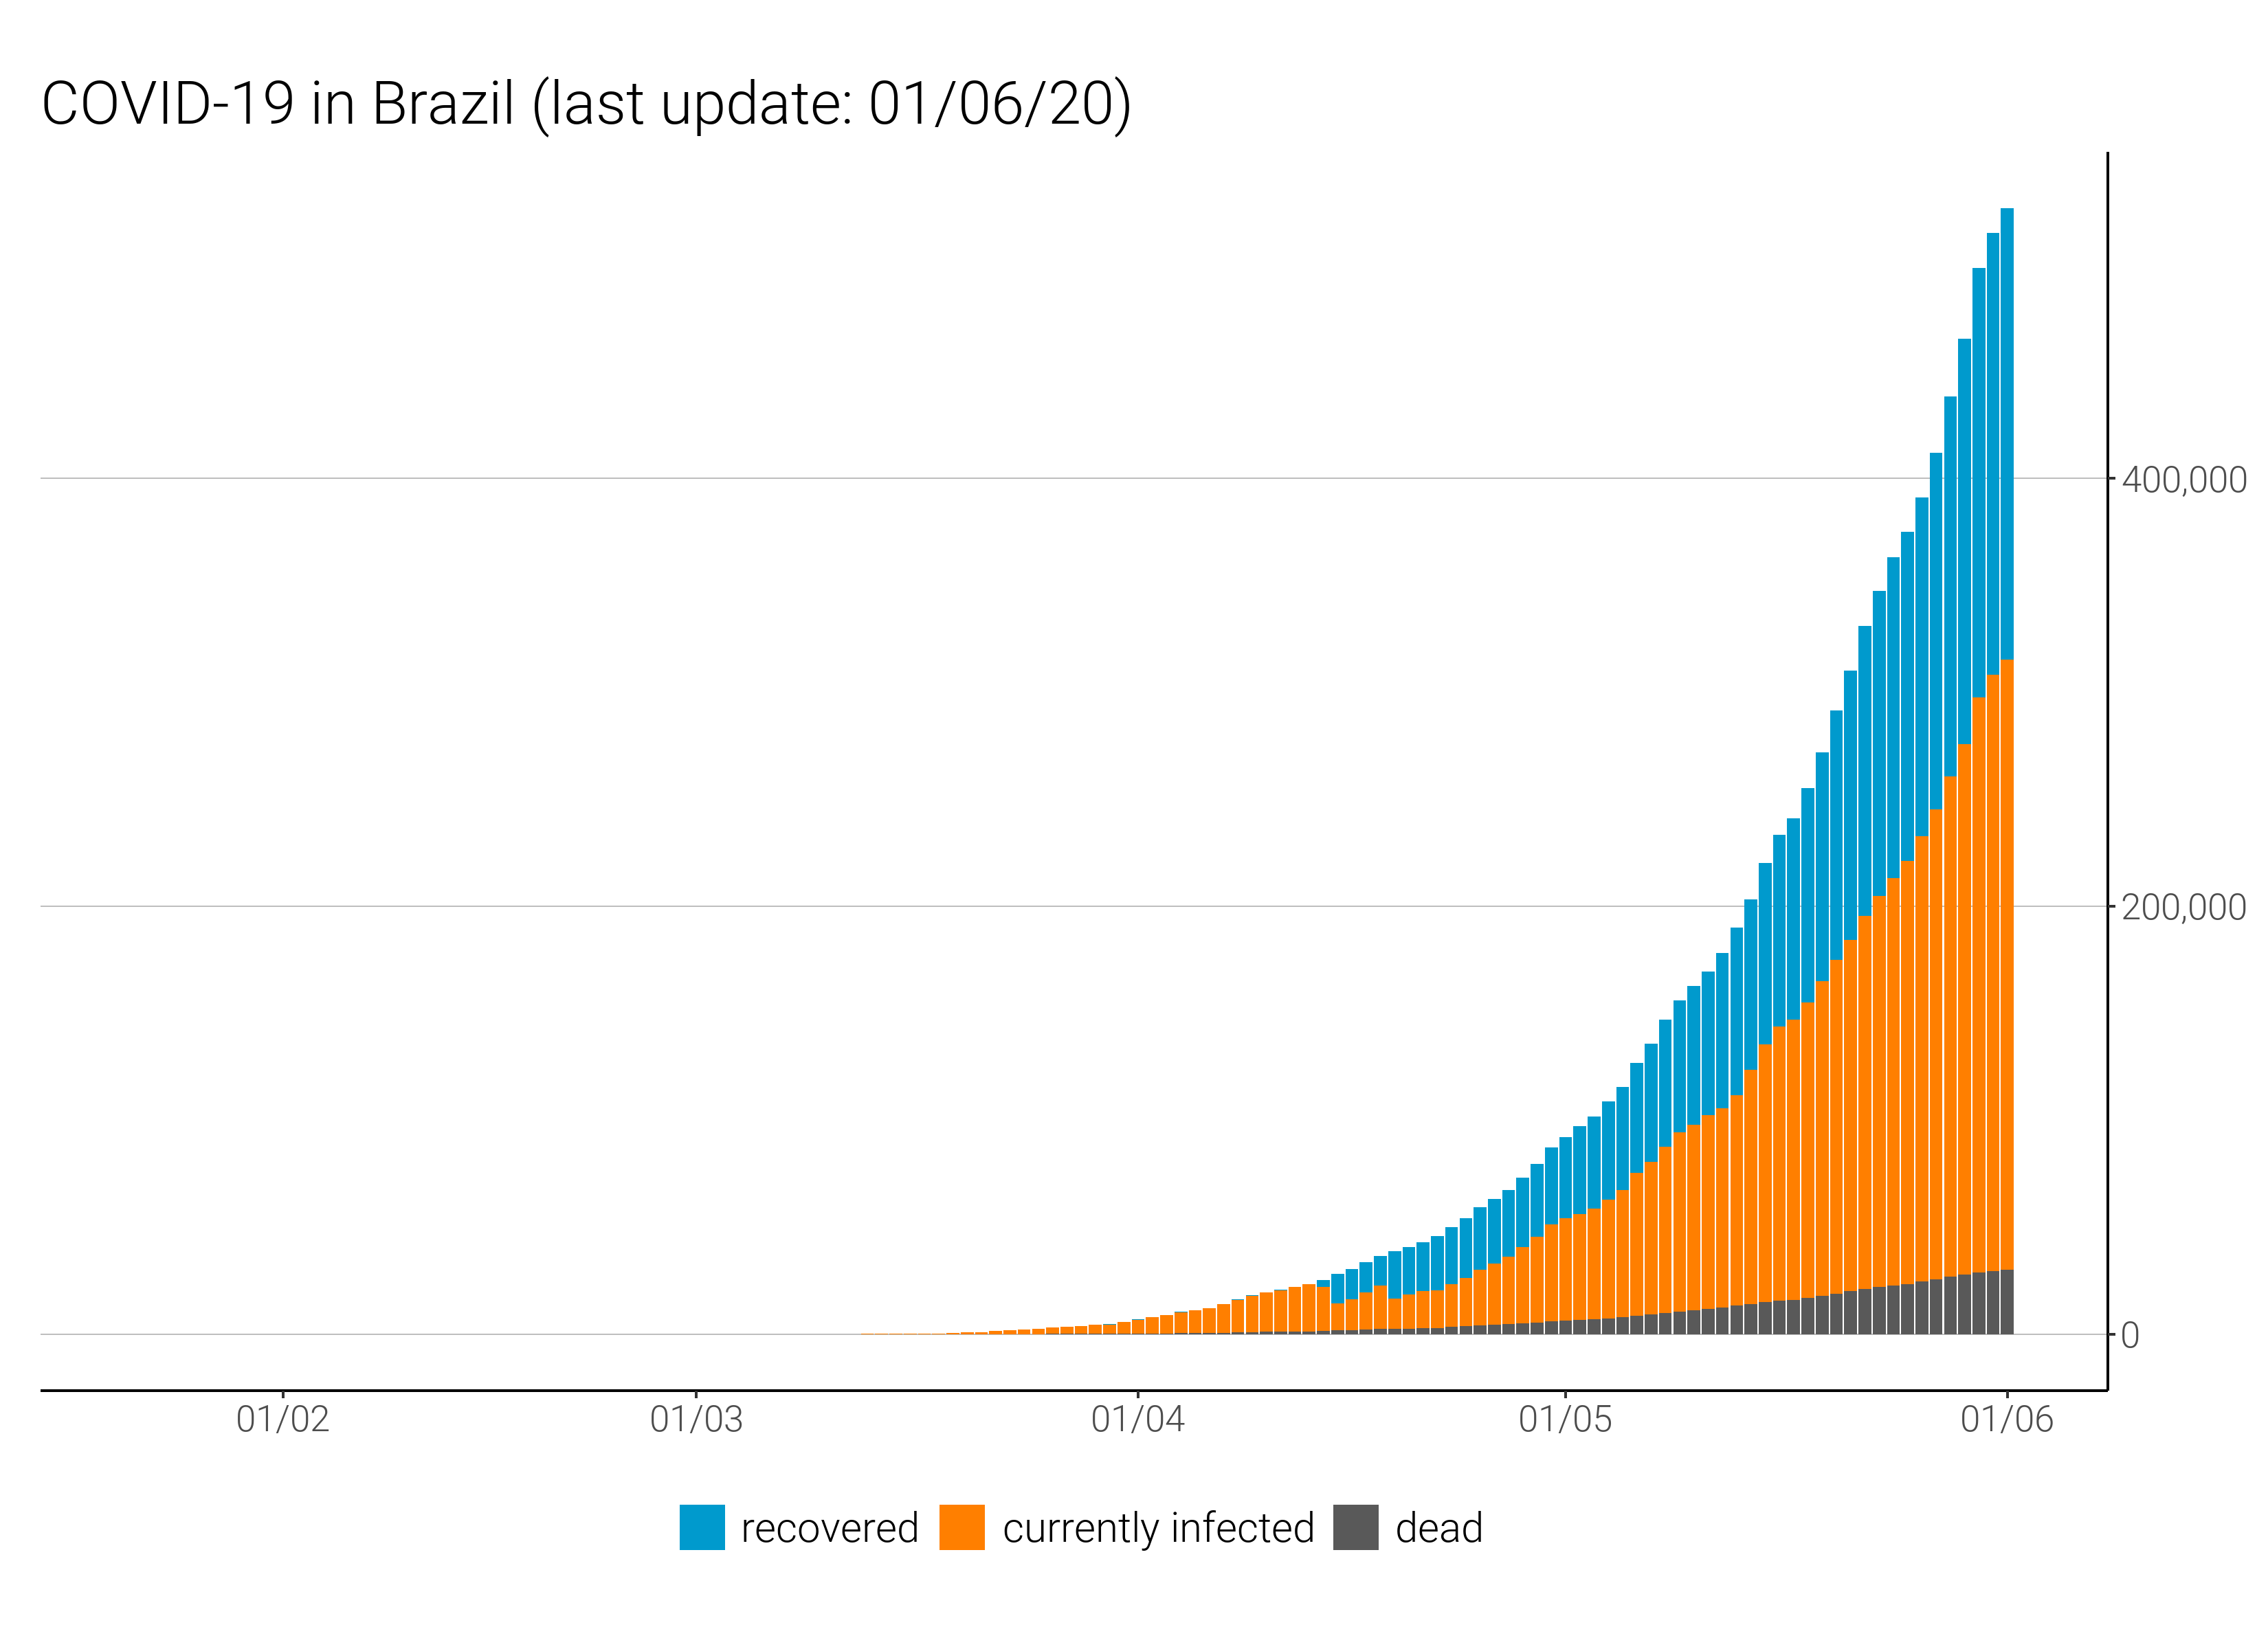 COVID-19 in Brazil (last update: 01/06/20)
400,000
200,000
0
01/02 01/03 01/04 01/05 01/06
recovered currently infected dead